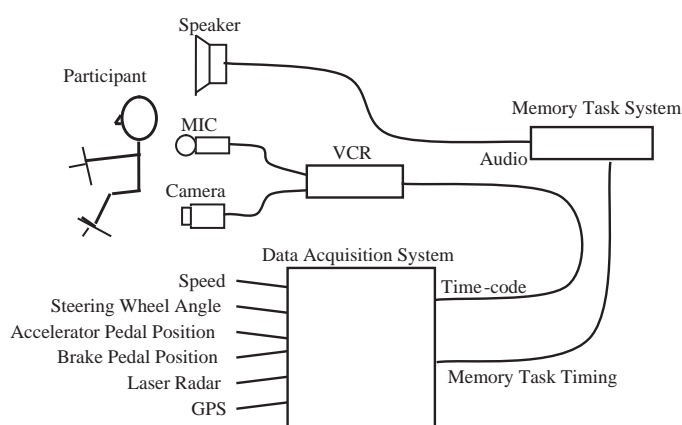 Speaker
Participant
MIC
Memory Task System
Audio
VCR
Camera
Data Acquisition System
Speed
Time-code
Steering Wheel Angle
Accelerator Pedal Position
Brake Pedal Position
Memory Task Timing
Laser Radar
GPS